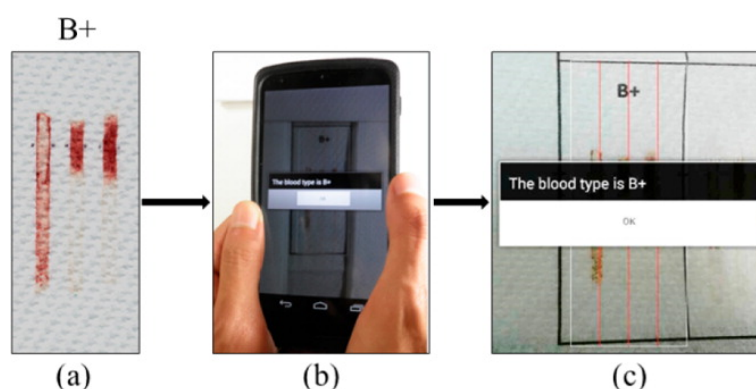 B+
B+
The blood type is B+
B+
The blood type is B+
OK
(a)
(b)
(c)